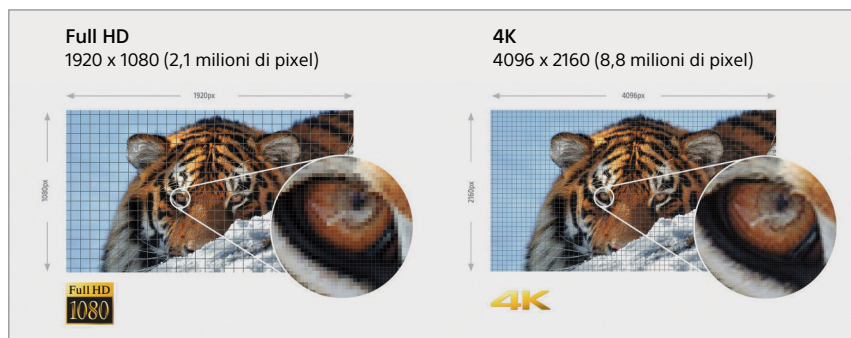 Full HD
1920 x 1080 (2,1 milioni di pixel)
1920px
1080px
Full HD
1080
4K
4096 x 2160 (8,8 milioni di pixel)
4096px
2160px
4K